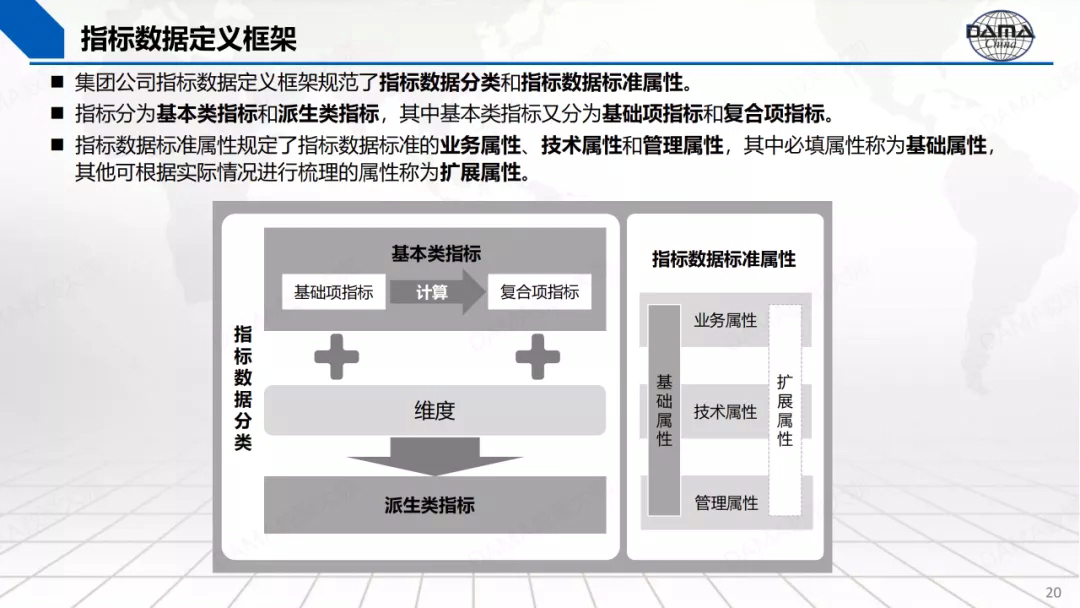 指标数据定义框架
DAMA
China
■ 集团公司指标数据定义框架规范了指标数据分类和指标数据标准属性。
■ 指标分为基本类指标和派生类指标，其中基本类指标又分为基础项指标和复合项指标。
■ 指标数据标准属性规定了指标数据标准的业务属性、技术属性和管理属性，其中必填属性称为基础属性，
其他可根据实际情况进行梳理的属性称为扩展属性。
指标数据分类
基本类指标
基础项指标
计算
复合项指标
维度
派生类指标
指标数据标准属性
业务属性
技术属性
管理属性
基础属性
扩展属性
20